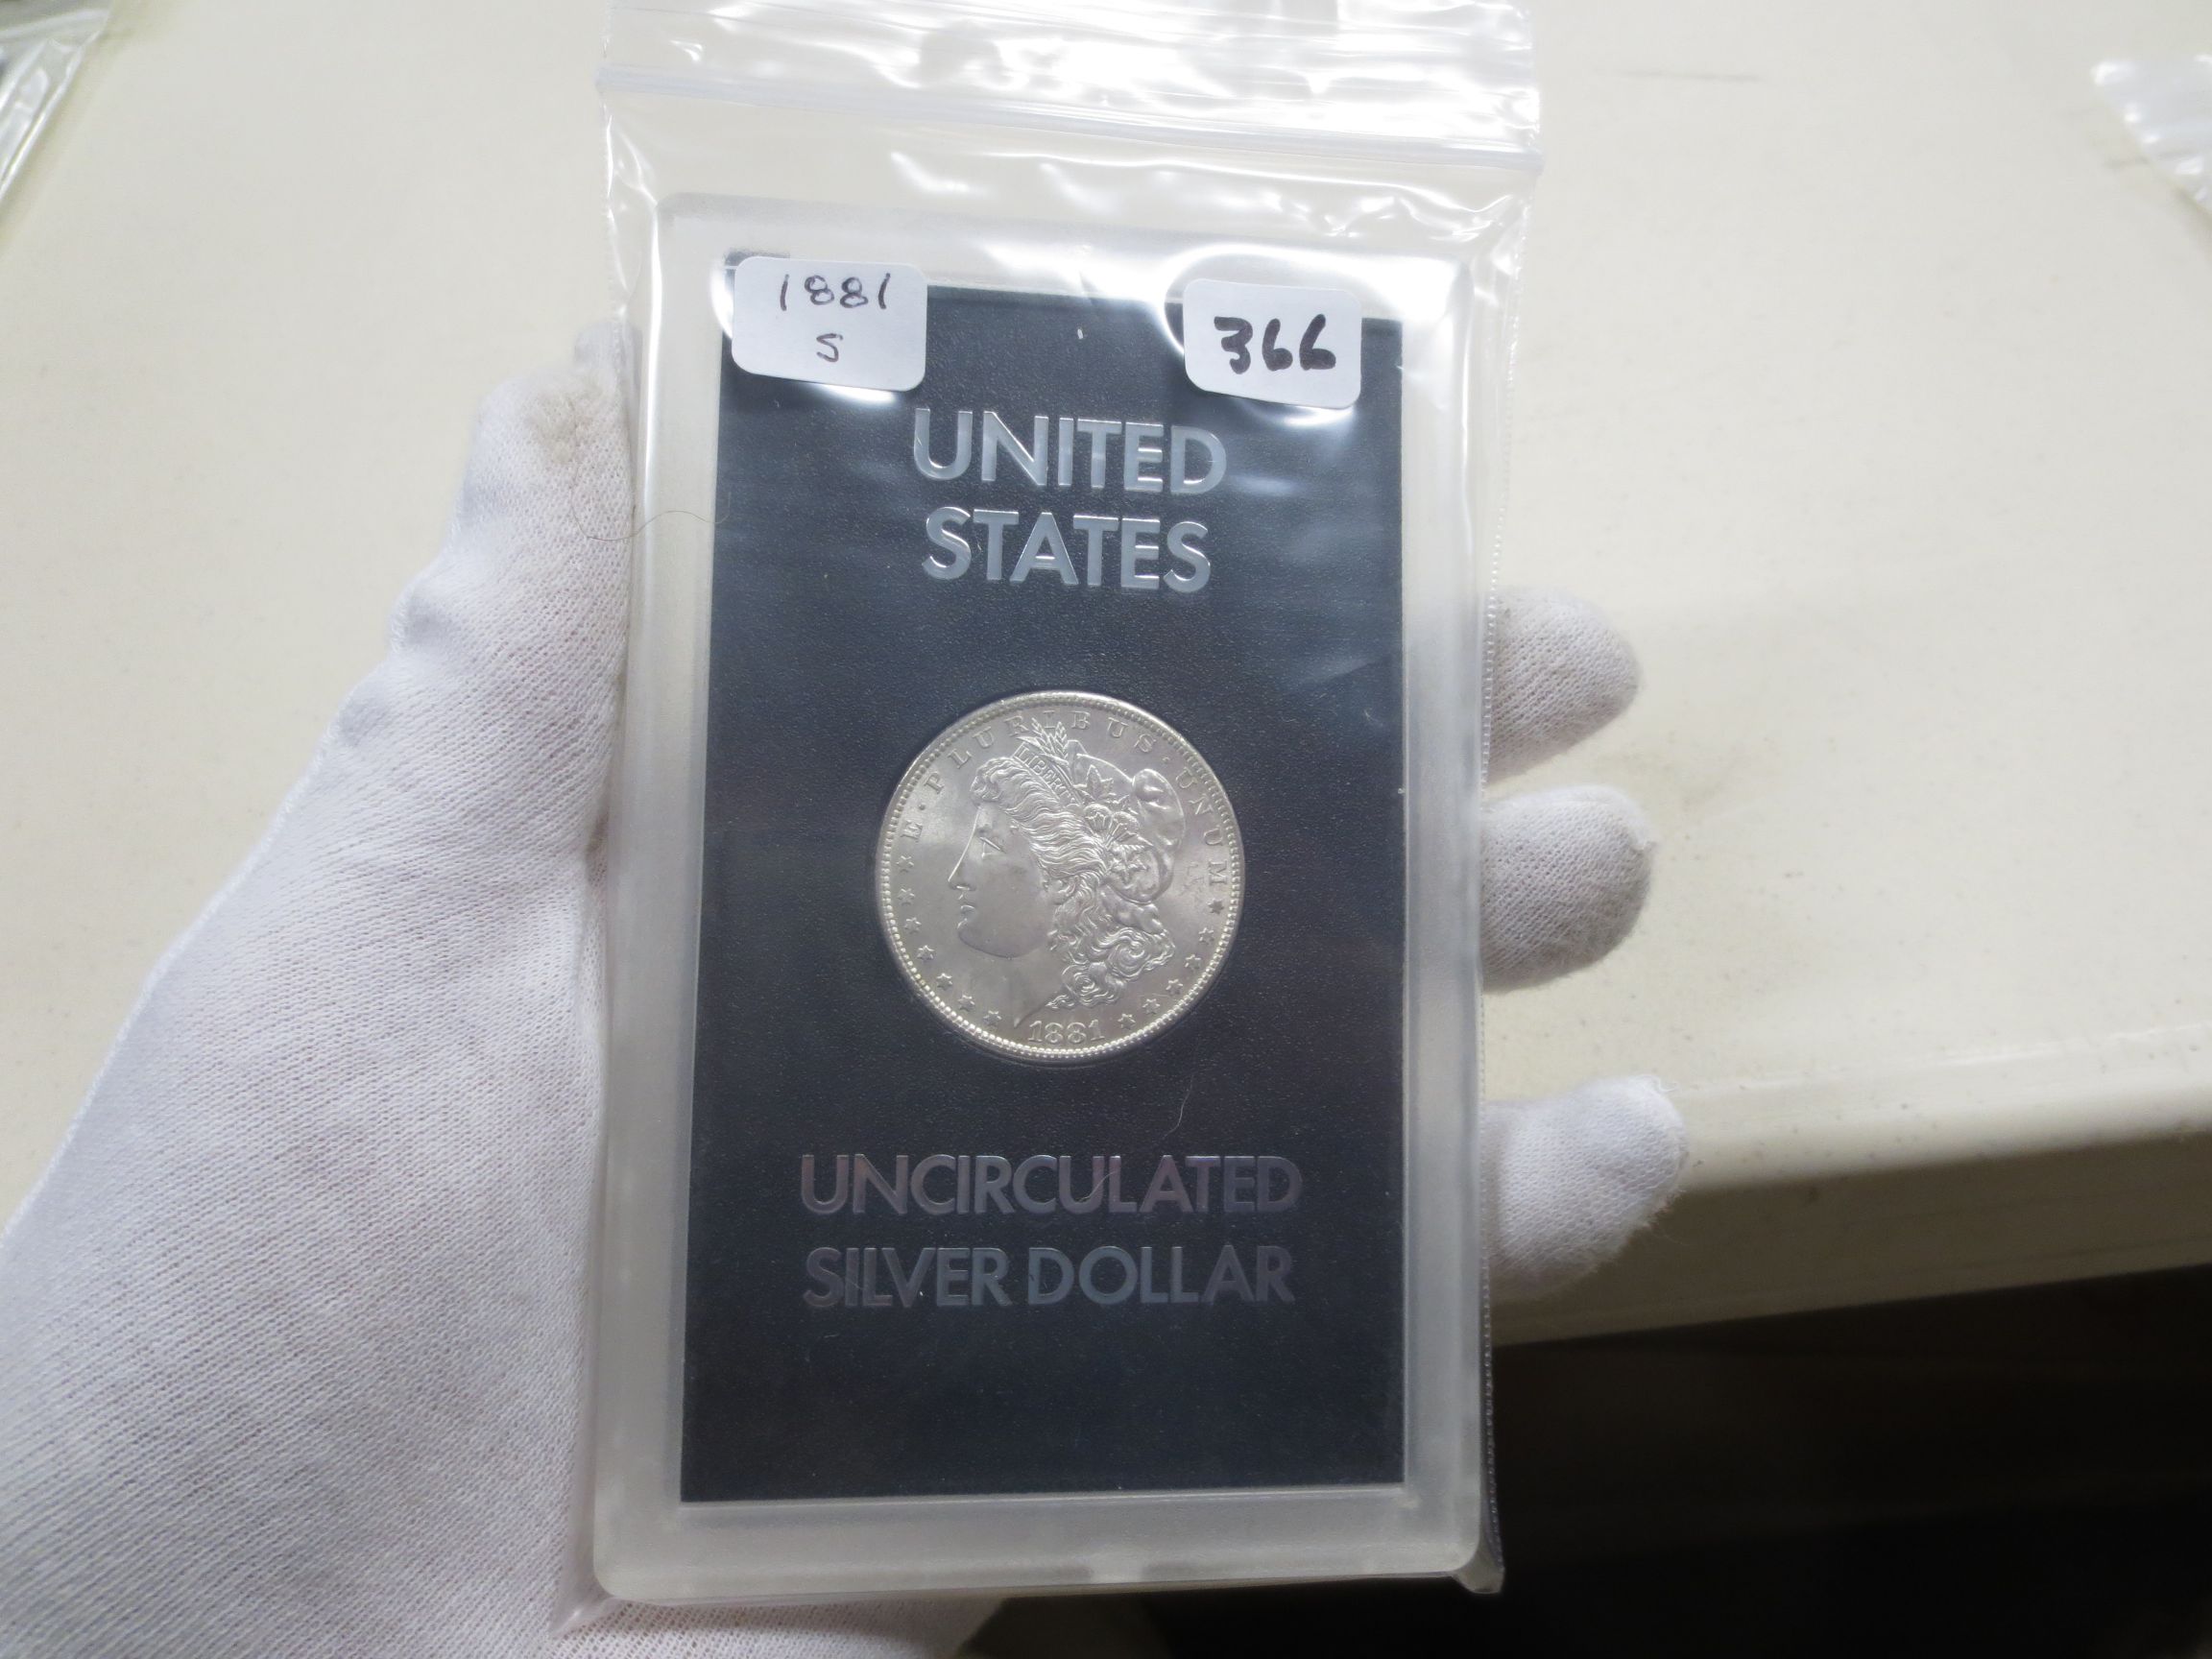 1881
S
366
UNITED
STATES
E · PLURIBUS · UNUM
LIBERTY
1881
UNCIRCULATED
SILVER DOLLAR